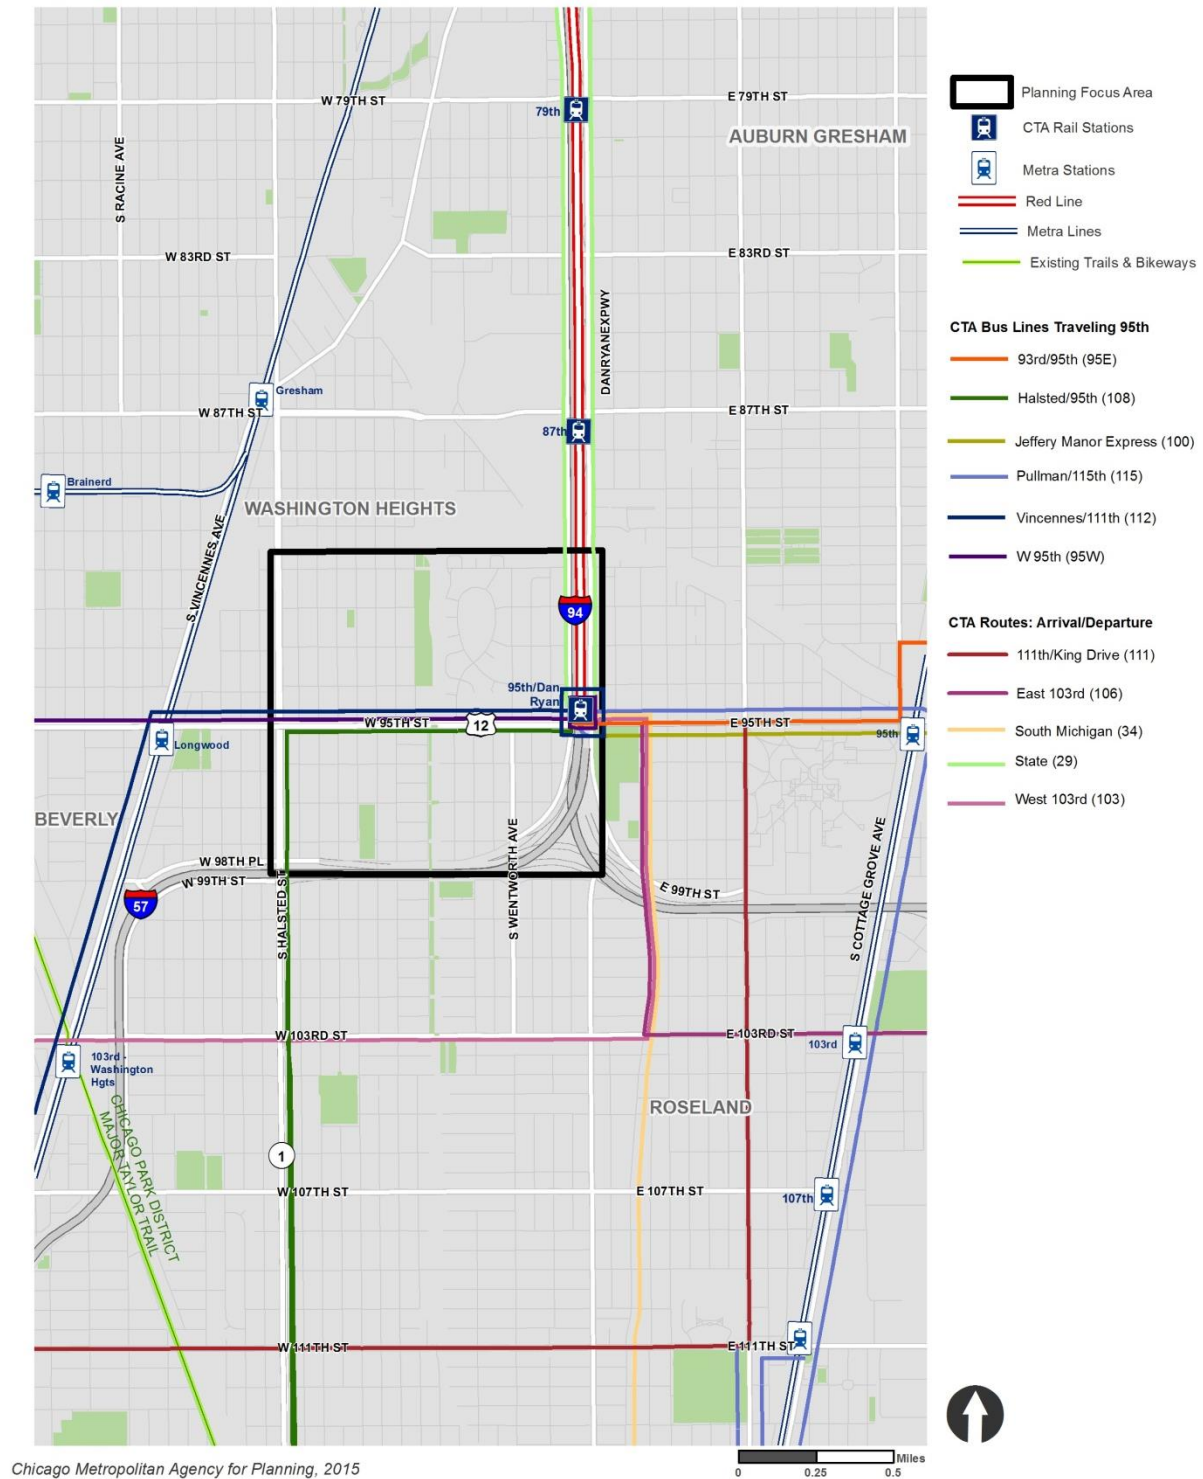 W 79TH ST
E 79TH ST
79th
AUBURN GRESHAM
S RACINE AVE
W 83RD ST
E 83RD ST
DANRYANEXPWY
Gresham
W 87TH ST
E 87TH ST
87th
Brainerd
WASHINGTON HEIGHTS
S VINCENNES AVE
94
95th/Dan
Ryan
W 95TH ST
12
E 95TH ST
Longwood
95th
BEVERLY
W 98TH PL
W 99TH ST
57
S HALSTED ST
S WENTWORTH AVE
E 99TH ST
S COTTAGE GROVE AVE
W 103RD ST
E 103RD ST
103rd
103rd -
Washington
Hgts
CHICAGO PARK DISTRICT
MAJOR TAYLOR TRAIL
ROSELAND
1
W 107TH ST
E 107TH ST
107th
W 111TH ST
E 111TH ST
Planning Focus Area
CTA Rail Stations
Metra Stations
Red Line
Metra Lines
Existing Trails & Bikeways
CTA Bus Lines Traveling 95th
93rd/95th (95E)
Halsted/95th (108)
Jeffery Manor Express (100)
Pullman/115th (115)
Vincennes/111th (112)
W 95th (95W)
CTA Routes: Arrival/Departure
111th/King Drive (111)
East 103rd (106)
South Michigan (34)
State (29)
West 103rd (103)
Miles
0 0.25 0.5
Chicago Metropolitan Agency for Planning, 2015